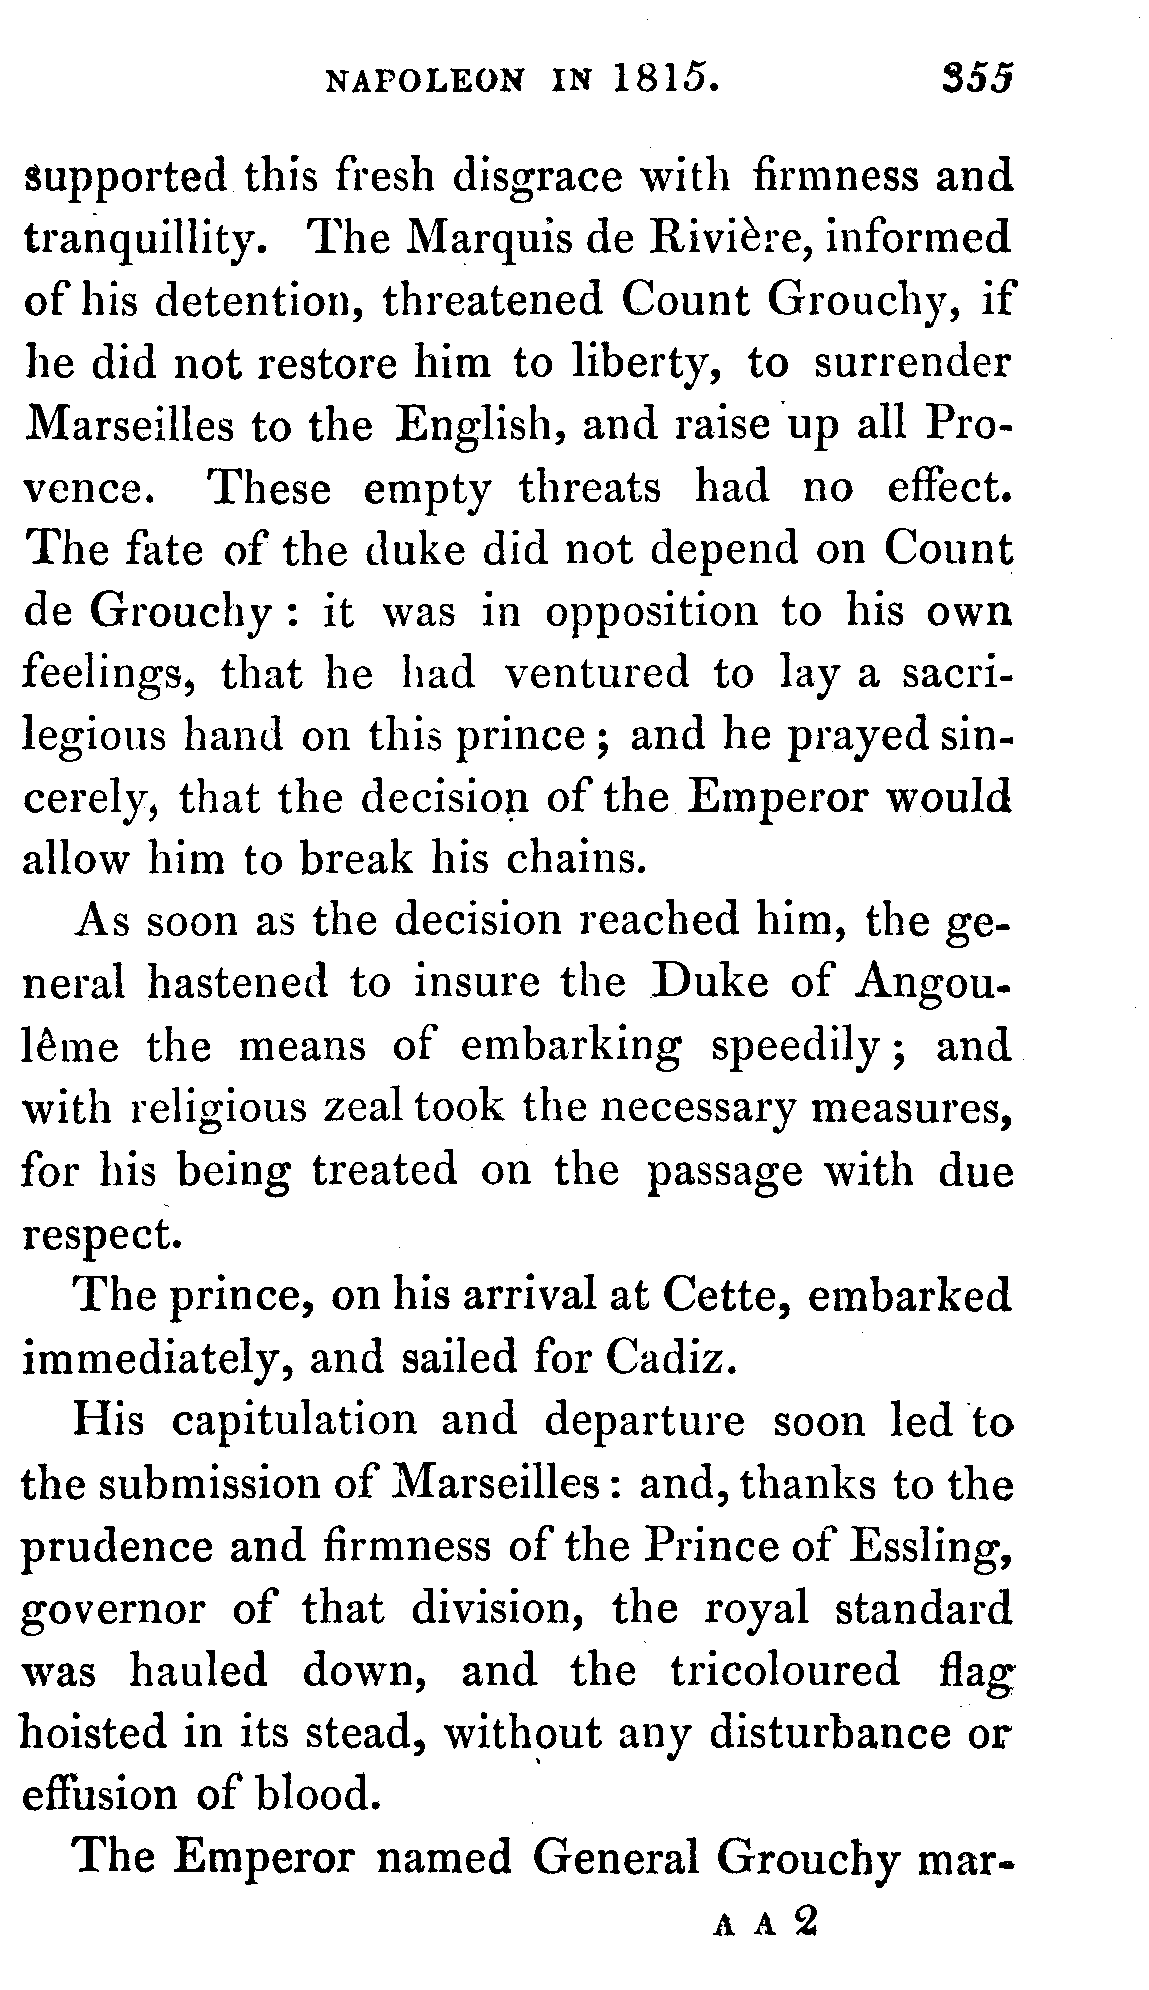 NAPOLEON IN 1815. 355
supported this fresh disgrace with firmness and
tranquillity. The Marquis de Rivière, informed
of his detention, threatened Count Grouchy, if
he did not restore him to liberty, to surrender
Marseilles to the English, and raise up all Pro-
vence. These empty threats had no effect.
The fate of the duke did not depend on Count
de Grouchy : it was in opposition to his own
feelings, that he had ventured to lay a sacri-
legious hand on this prince ; and he prayed sin-
cerely, that the decision of the Emperor would
allow him to break his chains.
As soon as the decision reached him, the ge-
neral hastened to insure the Duke of Angou-
lême the means of embarking speedily ; and
with religious zeal took the necessary measures,
for his being treated on the passage with due
respect.
The prince, on his arrival at Cette, embarked
immediately, and sailed for Cadiz.
His capitulation and departure soon led to
the submission of Marseilles : and, thanks to the
prudence and firmness of the Prince of Essling,
governor of that division, the royal standard
was hauled down, and the tricoloured flag
hoisted in its stead, without any disturbance or
effusion of blood.
The Emperor named General Grouchy mar-
A A 2